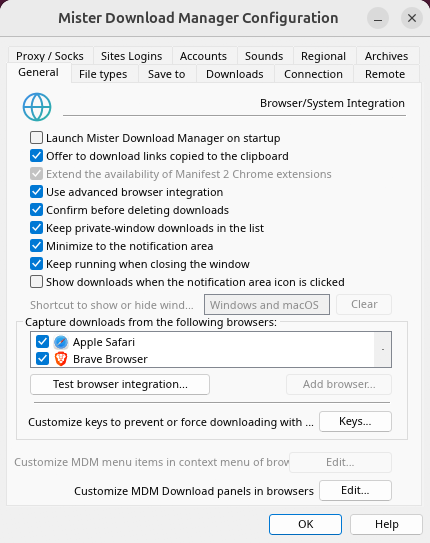 Mister Download Manager Configuration
Proxy / Socks Sites Logins Accounts Sounds Regional Archives
General File types Save to Downloads Connection Remote
Browser/System Integration
Launch Mister Download Manager on startup
Offer to download links copied to the clipboard
Extend the availability of Manifest 2 Chrome extensions
Use advanced browser integration
Confirm before deleting downloads
Keep private-window downloads in the list
Minimize to the notification area
Keep running when closing the window
Show downloads when the notification area icon is clicked
Shortcut to show or hide wind... Windows and macOS Clear
Capture downloads from the following browsers:
Apple Safari
Brave Browser
Test browser integration... Add browser...
Customize keys to prevent or force downloading with ... Keys...
Customize MDM menu items in context menu of brow Edit...
Customize MDM Download panels in browsers Edit...
OK Help